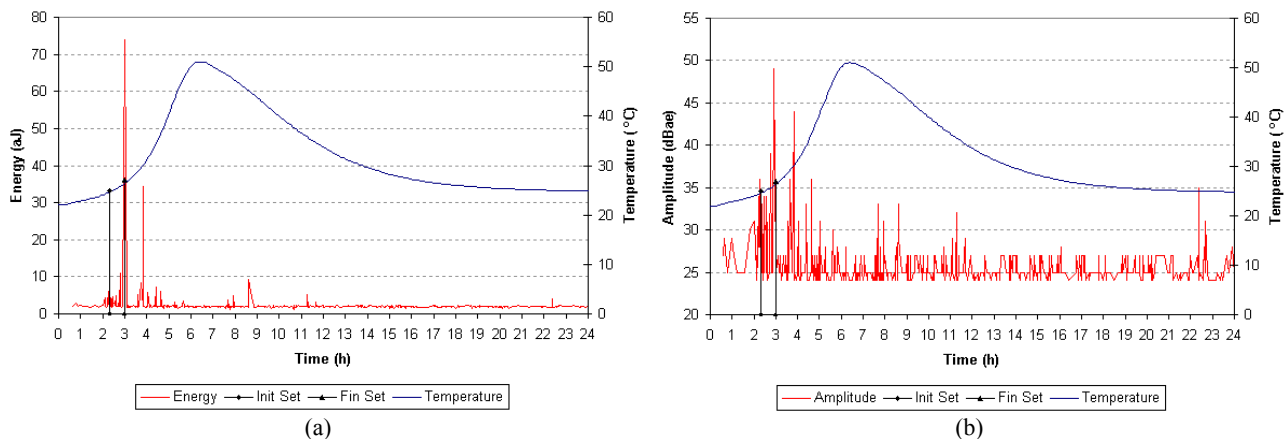 80
70
60
50
40
30
20
10
0
Energy (aJ)
60
50
40
30
20
10
0
Temperature ( °C)
0 1 2 3 4 5 6 7 8 9 10 11 12 13 14 15 16 17 18 19 20 21 22 23 24
Time (h)
Energy Init Set Fin Set Temperature
(a)
55
50
45
40
35
30
25
20
Amplitude (dBae)
60
50
40
30
20
10
0
Temperature ( °C)
0 1 2 3 4 5 6 7 8 9 10 11 12 13 14 15 16 17 18 19 20 21 22 23 24
Time (h)
Amplitude Init Set Fin Set Temperature
(b)